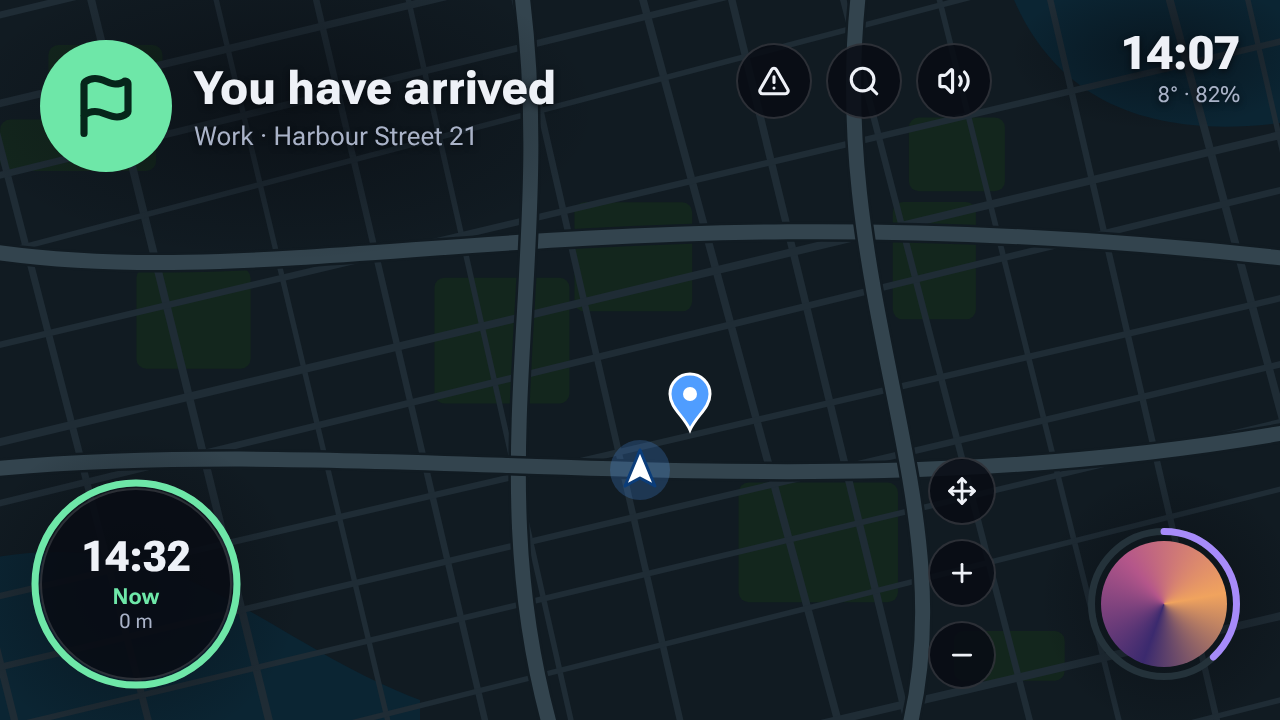 You have arrived
Work · Harbour Street 21
14:07
8° · 82%
14:32
Now
0 m